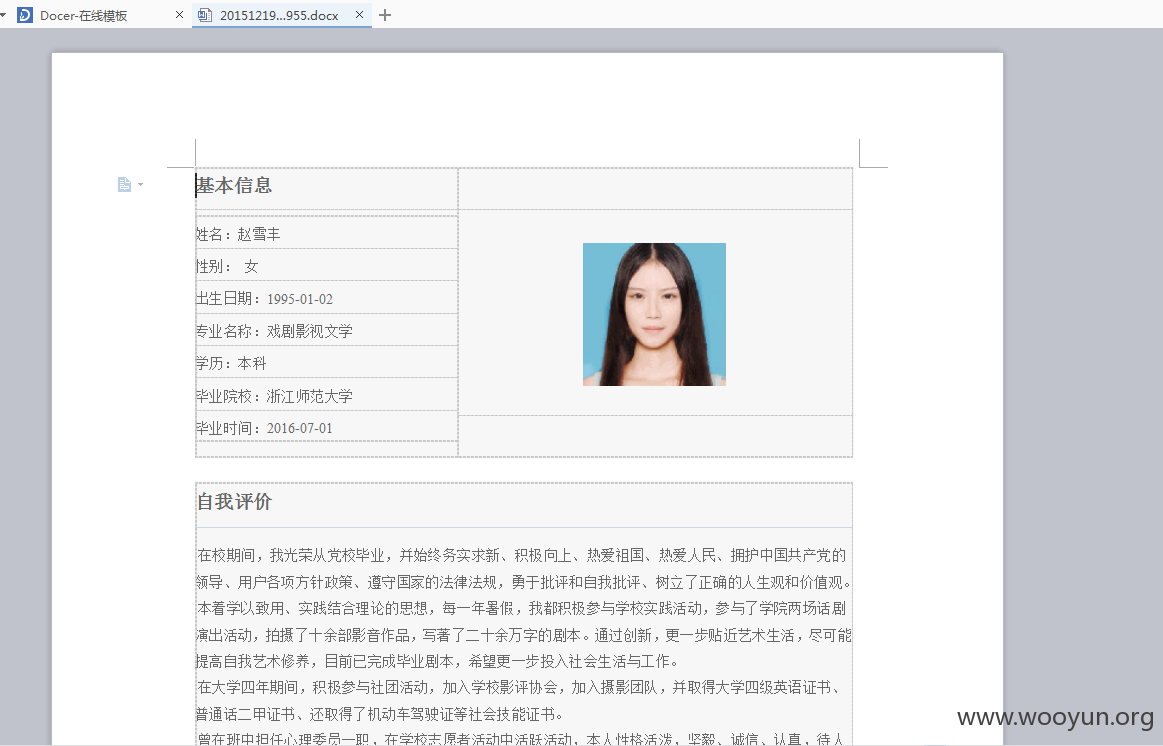 Docer-在线模板
20151219...955.docx
基本信息
姓名：赵雪丰
性别： 女
出生日期：1995-01-02
专业名称：戏剧影视文学
学历：本科
毕业院校：浙江师范大学
毕业时间：2016-07-01
自我评价
在校期间，我光荣从党校毕业，并始终务实求新、积极向上、热爱祖国、热爱人民、拥护中国共产党的
领导、用户各项方针政策、遵守国家的法律法规，勇于批评和自我批评、树立了正确的人生观和价值观。
本着学以致用、实践结合理论的思想，每一年暑假，我都积极参与学校实践活动，参与了学院两场话剧
演出活动，拍摄了十余部影音作品，写著了二十余万字的剧本。通过创新，更一步贴近艺术生活，尽可能
提高自我艺术修养，目前已完成毕业剧本，希望更一步投入社会生活与工作。
在大学四年期间，积极参与社团活动，加入学校影评协会，加入摄影团队，并取得大学四级英语证书、
普通话二甲证书、还取得了机动车驾驶证等社会技能证书。
曾在班中担任心理委员一职，在学校志愿者活动中活跃活动，本人性格活泼，坚毅、诚信、认真，待人
www.wooyun.org